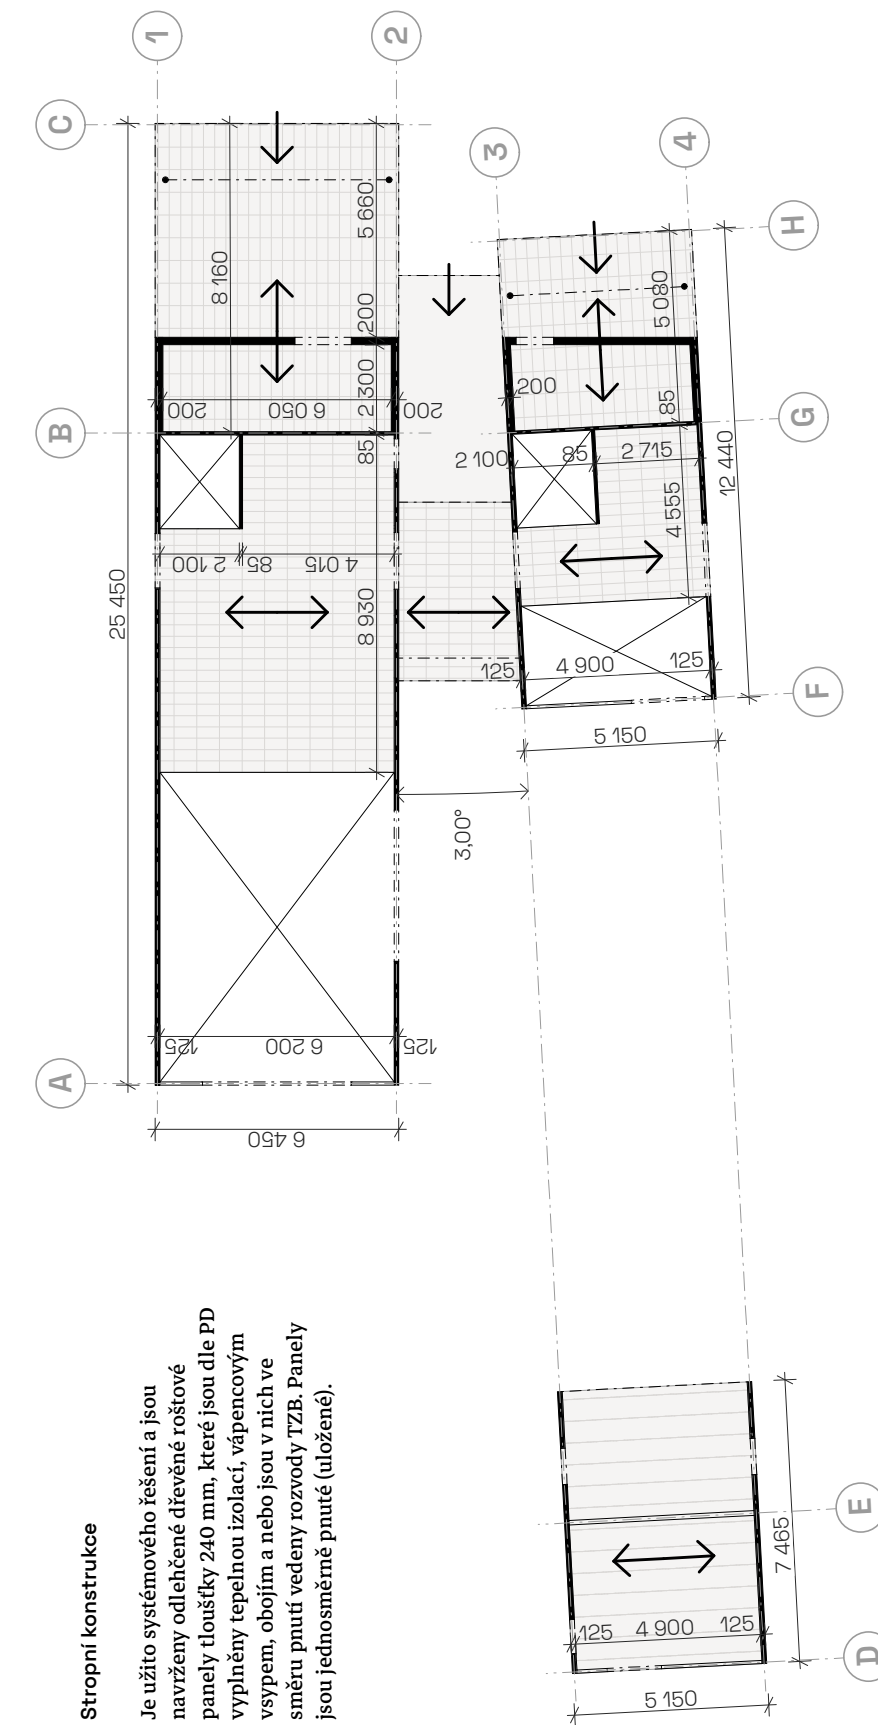 1
2
C
3
4
H
5 660
8 160
5 080
200
2 300
200
6 050
200
200
85
B
G
85
2 100
85
2 715
12 440
4 555
2 100
85
4 015
25 450
8 930
125
4 900
125
F
5 150
3,00°
125
6 200
125
A
6 450
Stropní konstrukce
Je užito systémového řešení a jsou
navrženy odlehčené dřevěné roštové
panely tloušťky 240 mm, které jsou dle PD
vyplněny tepelnou izolací, vápencovým
vsypem, obojím a nebo jsou v nich ve
směru pnutí vedeny rozvody TZB. Panely
jsou jednosměrně pnuté (uložené).
E
7 465
125
4 900
125
D
5 150